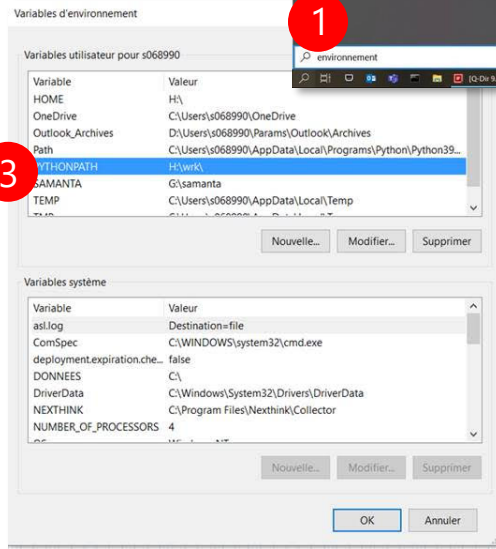 Variables d'environnement
1
environnement
[Q-Dir 9.
Variables utilisateur pour s068990
Variable Valeur
HOME H:\
OneDrive C:\Users\s068990\OneDrive
Outlook_Archives D:\Users\s068990\Params\Outlook\Archives
Path C:\Users\s068990\AppData\Local\Programs\Python\Python39...
3
PYTHONPATH H:\wrk\
SAMANTA G:\samanta
TEMP C:\Users\s068990\AppData\Local\Temp
Nouvelle... Modifier... Supprimer
Variables système
Variable Valeur
asl.log Destination=file
ComSpec C:\WINDOWS\system32\cmd.exe
deployment.expiration.che... false
DONNEES C:\
DriverData C:\Windows\System32\Drivers\DriverData
NEXTHINK C:\Program Files\Nexthink\Collector
NUMBER_OF_PROCESSORS 4
Nouvelle... Modifier... Supprimer
OK Annuler